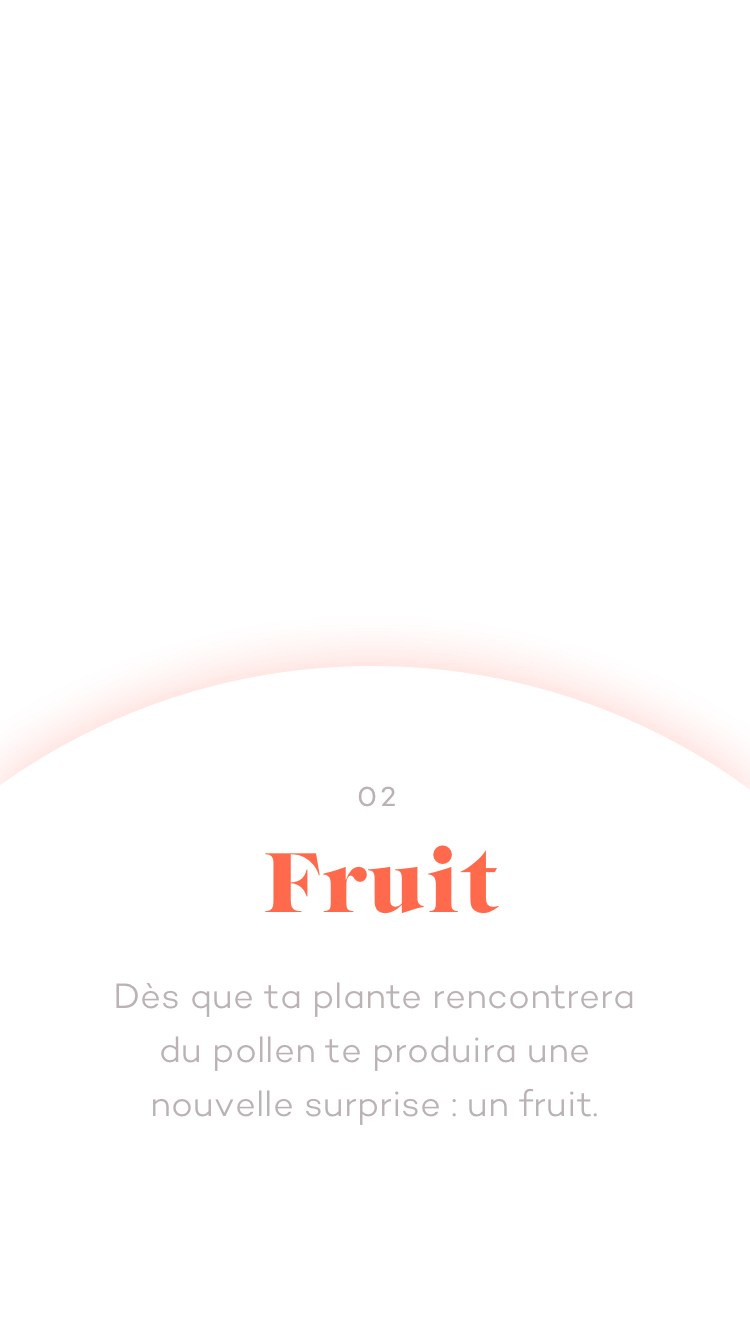 02
Fruit
Dès que ta plante rencontrera
du pollen te produira une
nouvelle surprise : un fruit.